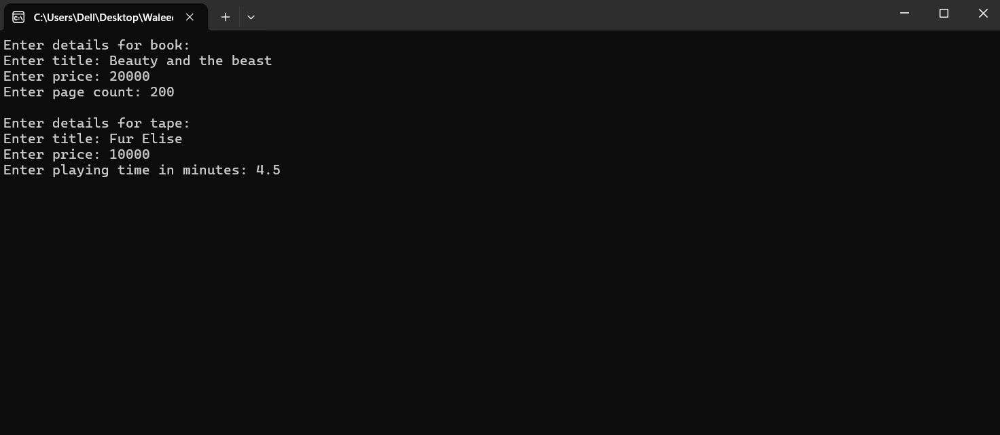 C:\Users\Dell\Desktop\Walee
Enter details for book:
Enter title: Beauty and the beast
Enter price: 20000
Enter page count: 200
Enter details for tape:
Enter title: Fur Elise
Enter price: 10000
Enter playing time in minutes: 4.5